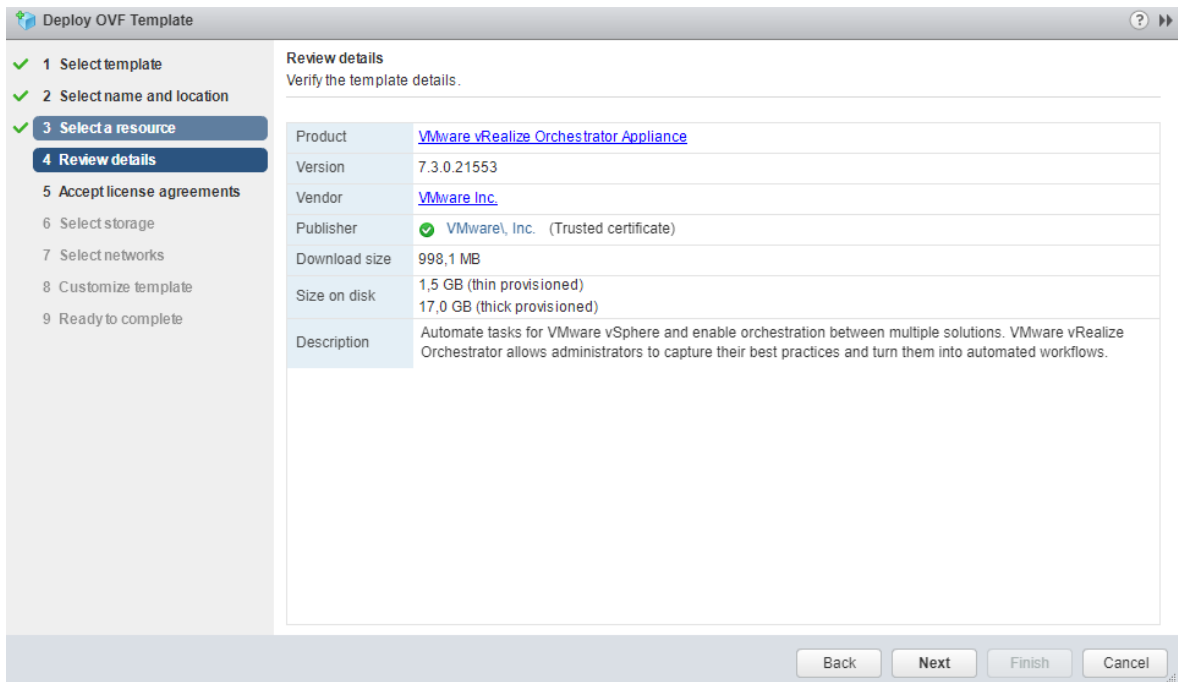 Deploy OVF Template
1 Select template
2 Select name and location
3 Select a resource
4 Review details
5 Accept license agreements
6 Select storage
7 Select networks
8 Customize template
9 Ready to complete
Review details
Verify the template details.
Product VMware vRealize Orchestrator Appliance
Version 7.3.0.21553
Vendor VMware Inc.
Publisher VMware\, Inc. (Trusted certificate)
Download size 998,1 MB
Size on disk 1,5 GB (thin provisioned)
17,0 GB (thick provisioned)
Description Automate tasks for VMware vSphere and enable orchestration between multiple solutions. VMware vRealize
Orchestrator allows administrators to capture their best practices and turn them into automated workflows.
Back Next Finish Cancel